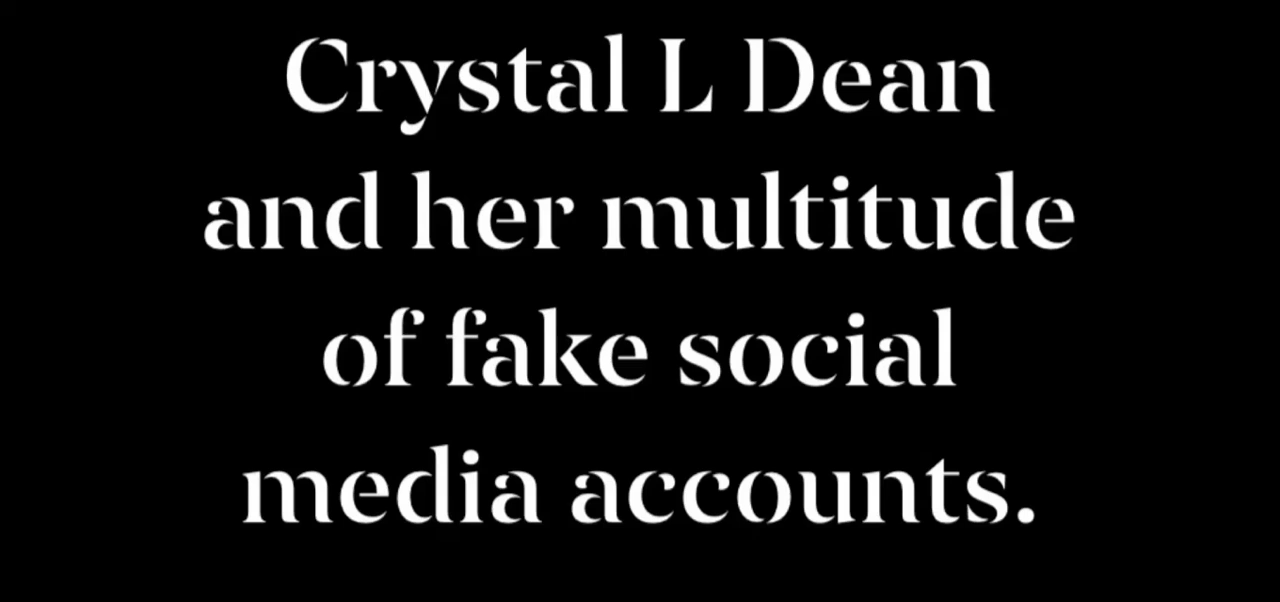 Crystal L Dean
and her multitude
of fake social
media accounts.